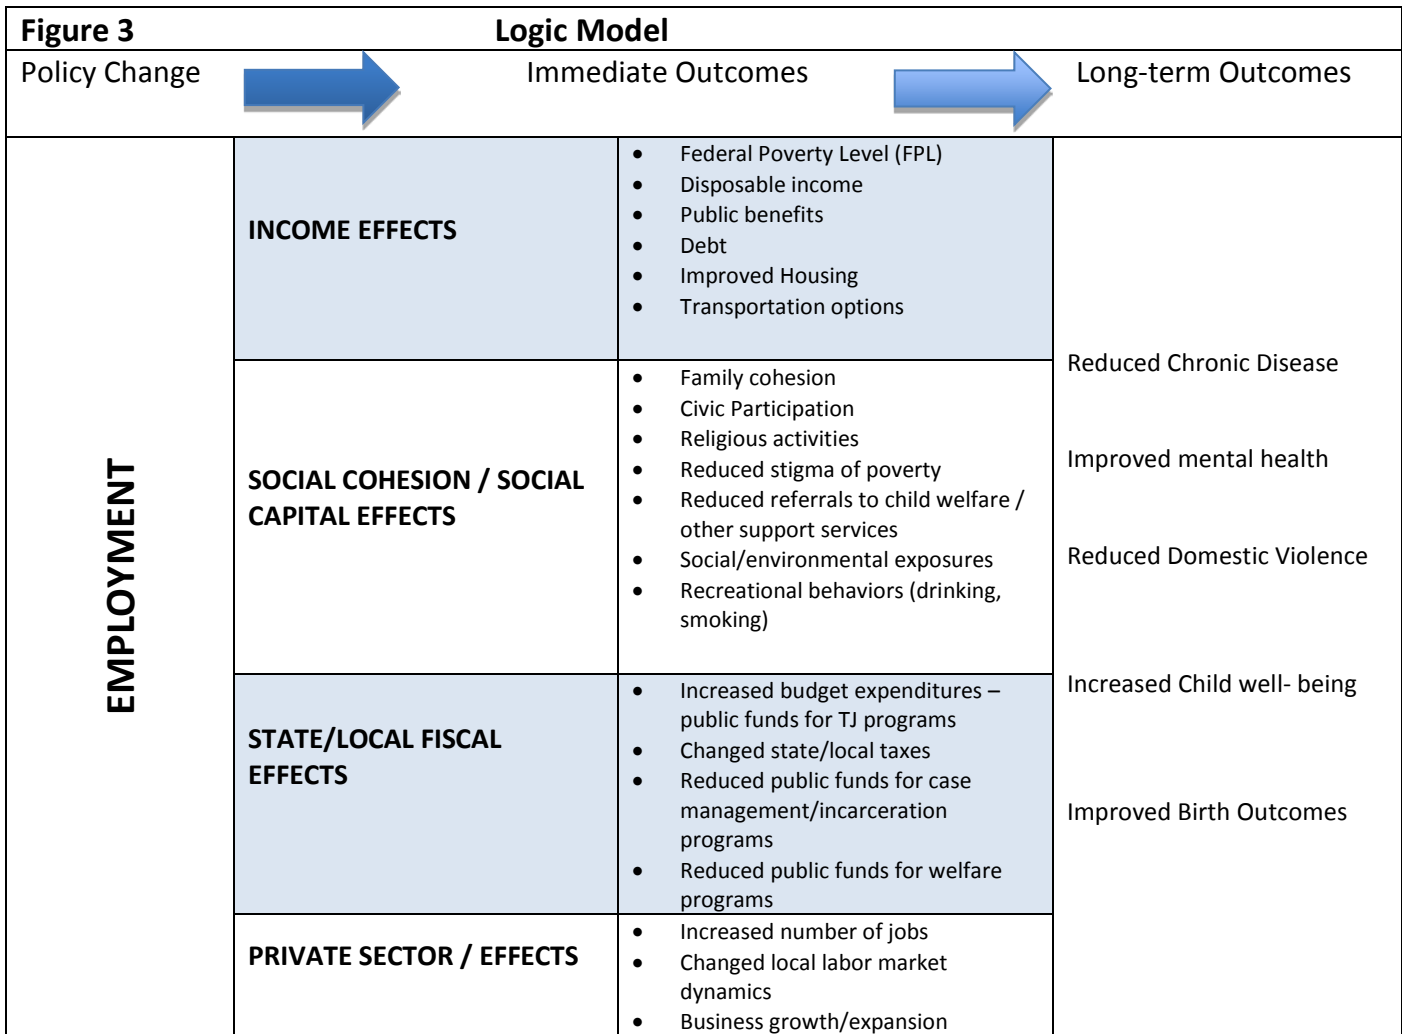 Figure 3 Logic Model
Policy Change Immediate Outcomes Long-term Outcomes
EMPLOYMENT
INCOME EFFECTS
• Federal Poverty Level (FPL)
• Disposable income
• Public benefits
• Debt
• Improved Housing
• Transportation options
SOCIAL COHESION / SOCIAL
CAPITAL EFFECTS
• Family cohesion
• Civic Participation
• Religious activities
• Reduced stigma of poverty
• Reduced referrals to child welfare /
other support services
• Social/environmental exposures
• Recreational behaviors (drinking,
smoking)
STATE/LOCAL FISCAL
EFFECTS
• Increased budget expenditures –
public funds for TJ programs
• Changed state/local taxes
• Reduced public funds for case
management/incarceration
programs
• Reduced public funds for welfare
programs
PRIVATE SECTOR / EFFECTS
• Increased number of jobs
• Changed local labor market
dynamics
• Business growth/expansion
Reduced Chronic Disease
Improved mental health
Reduced Domestic Violence
Increased Child well- being
Improved Birth Outcomes